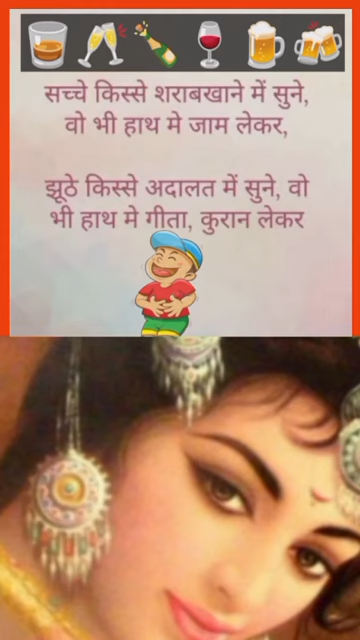 सच्चे किस्से शराबखाने में सुने,
वो भी हाथ मे जाम लेकर,
झूठे किस्से अदालत में सुने, वो
भी हाथ मे गीता, कुरान लेकर